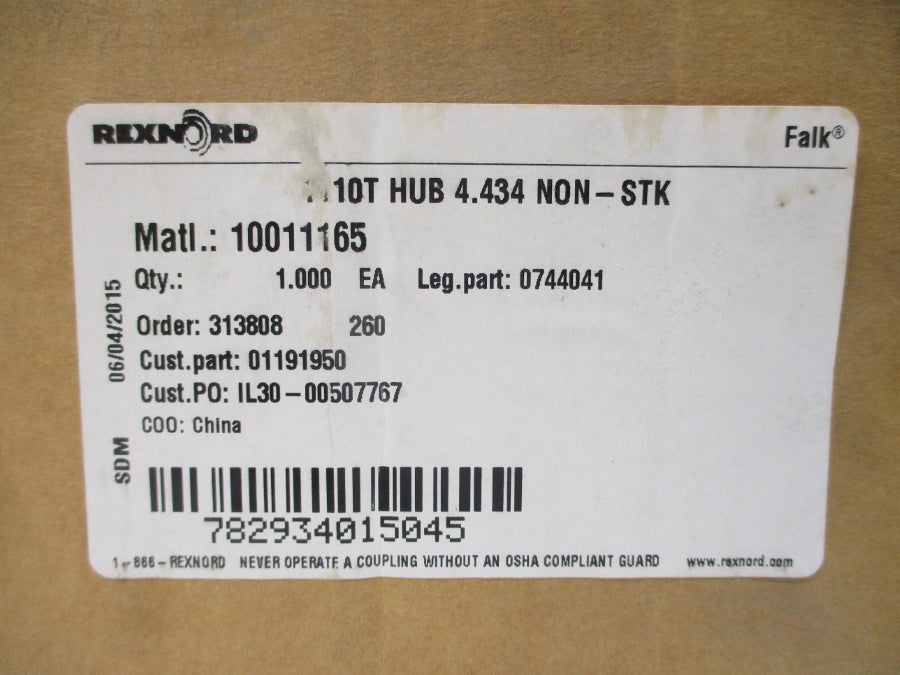 REXNORD
Falk®
HUB 4.434 NON-STK
Matl.: 10011165
Qty.: 1.000 EA Leg.part: 0744041
Order: 313808 260
Cust.part: 01191950
Cust.PO: IL30-00507767
COO: China
06/04/2015
SDM
782934015045
1-866-REXNORD NEVER OPERATE A COUPLING WITHOUT AN OSHA COMPLIANT GUARD www.rexnord.com